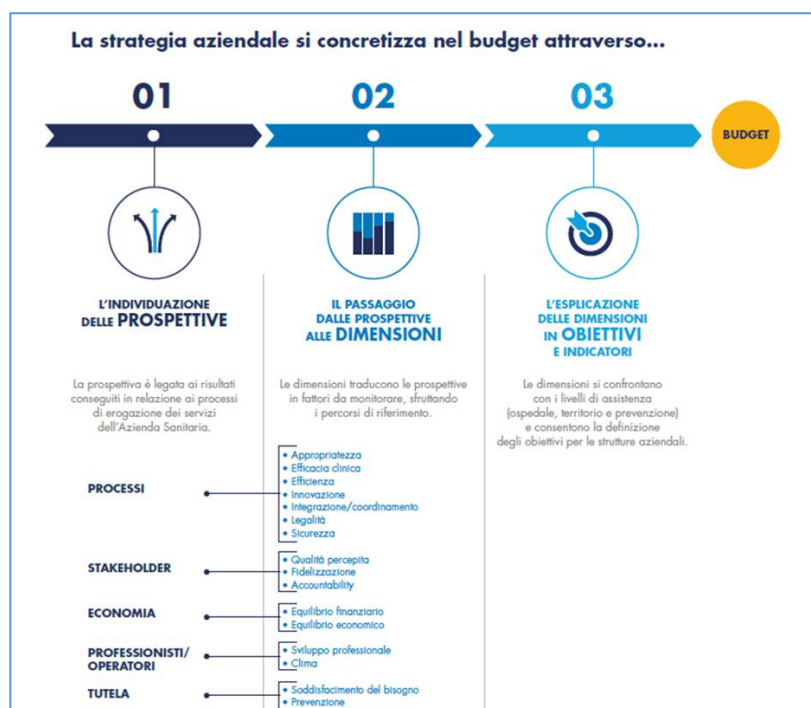 La strategia aziendale si concretizza nel budget attraverso...
01
02
03
BUDGET
L'INDIVIDUAZIONE
DELLE PROSPETTIVE
La prospettiva è legata ai risultati
conseguiti in relazione ai processi
di erogazione dei servizi
dell'Azienda Sanitaria.
IL PASSAGGIO
DALLE PROSPETTIVE
ALLE DIMENSIONI
Le dimensioni traducono le prospettive
in fattori da monitorare, sfruttando
i percorsi di riferimento.
L'ESPLICAZIONE
DELLE DIMENSIONI
IN OBIETTIVI
E INDICATORI
Le dimensioni si confrontano
con i livelli di assistenza
(ospedale, territorio e prevenzione)
e consentono la definizione
degli obiettivi per le strutture aziendali.
PROCESSI
• Appropriatezza
• Efficacia clinica
• Efficienza
• Innovazione
• Integrazione/coordinamento
• Legalità
• Sicurezza
STAKEHOLDER
• Qualità percepita
• Fidelizzazione
• Accountability
ECONOMIA
• Equilibrio finanziario
• Equilibrio economico
PROFESSIONISTI/
OPERATORI
• Sviluppo professionale
• Clima
TUTELA
• Soddisfacimento del bisogno
• Prevenzione